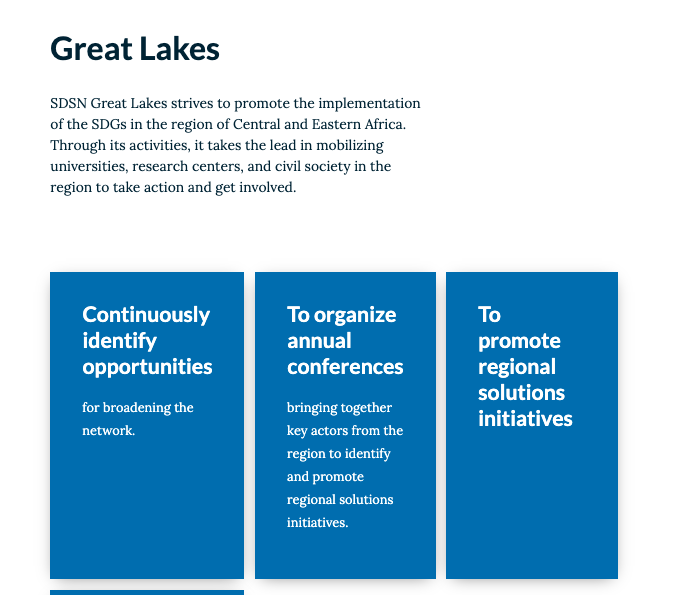 Great Lakes
SDSN Great Lakes strives to promote the implementation
of the SDGs in the region of Central and Eastern Africa.
Through its activities, it takes the lead in mobilizing
universities, research centers, and civil society in the
region to take action and get involved.
Continuously
identify
opportunities
for broadening the
network.
To organize
annual
conferences
bringing together
key actors from the
region to identify
and promote
regional solutions
initiatives.
To
promote
regional
solutions
initiatives